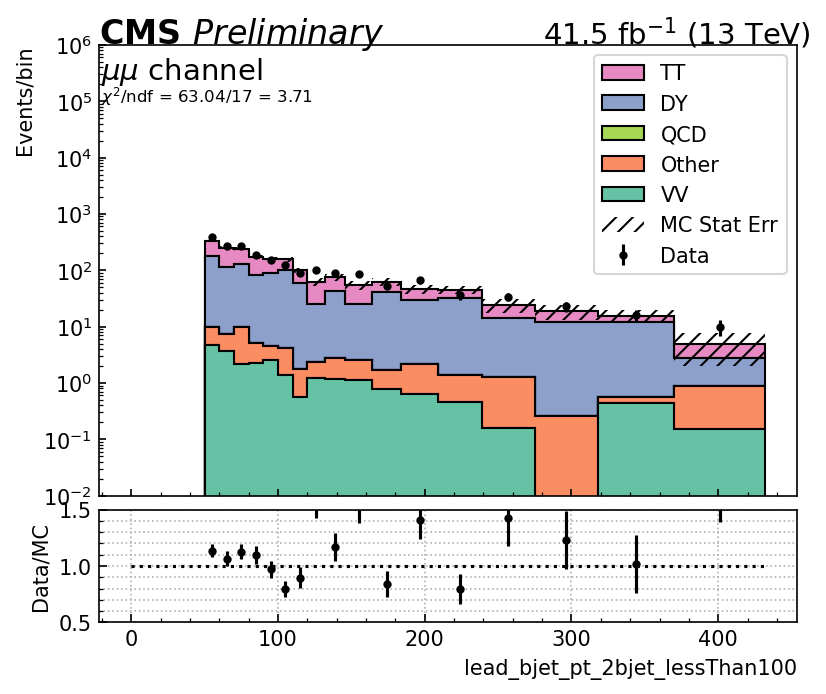 CMS Preliminary 41.5 fb⁻¹ (13 TeV)
Events/bin
μμ channel
χ²/ndf = 63.04/17 = 3.71
10⁶
10⁵
10⁴
10³
10²
10¹
10⁰
10⁻¹
10⁻²
TT
DY
QCD
Other
VV
MC Stat Err
Data
Data/MC
1.5
1.0
0.5
0 100 200 300 400
lead_bjet_pt_2bjet_lessThan100